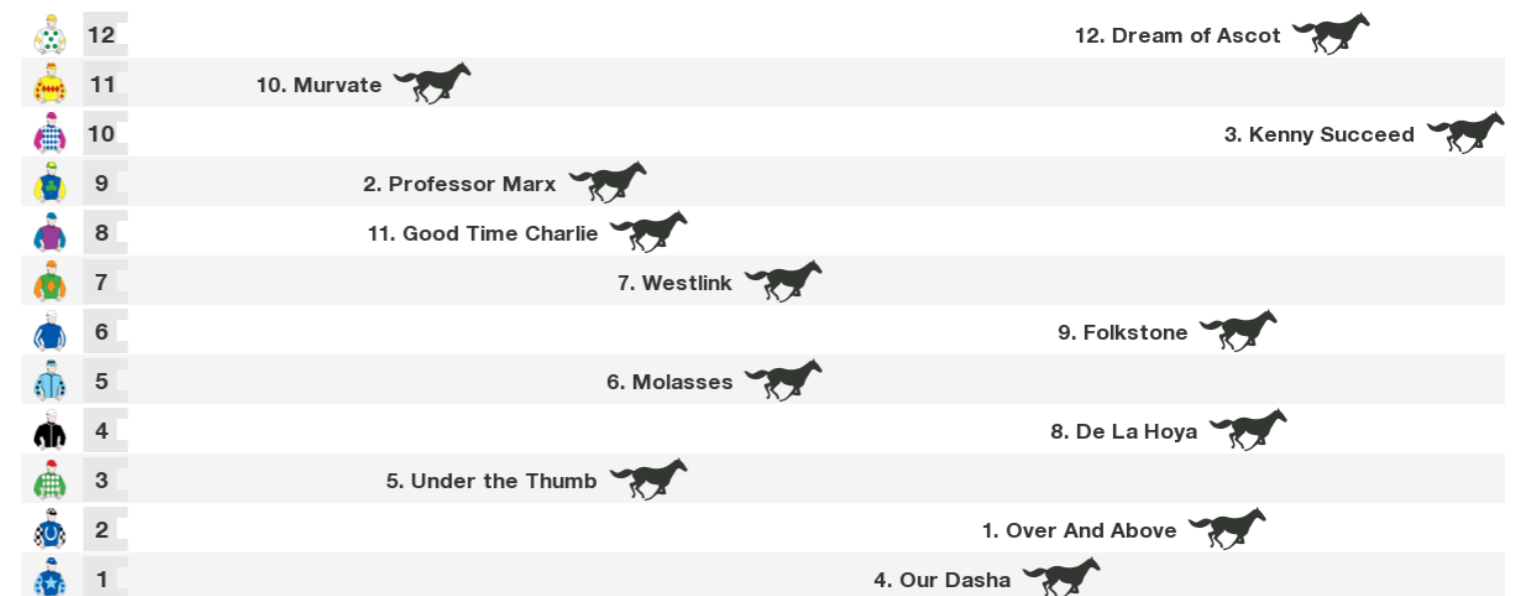 12 12. Dream of Ascot
11 10. Murvate
10 3. Kenny Succeed
9 2. Professor Marx
8 11. Good Time Charlie
7 7. Westlink
6 9. Folkstone
5 6. Molasses
4 8. De La Hoya
3 5. Under the Thumb
2 1. Over And Above
1 4. Our Dasha